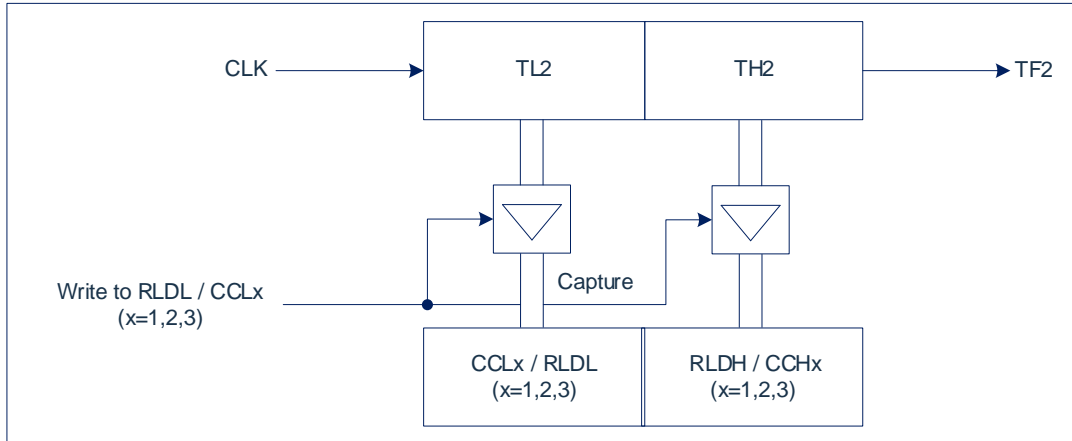 CLK
TL2
TH2
TF2
Capture
Write to RLDL / CCLx
(x=1,2,3)
CCLx / RLDL
(x=1,2,3)
RLDH / CCHx
(x=1,2,3)